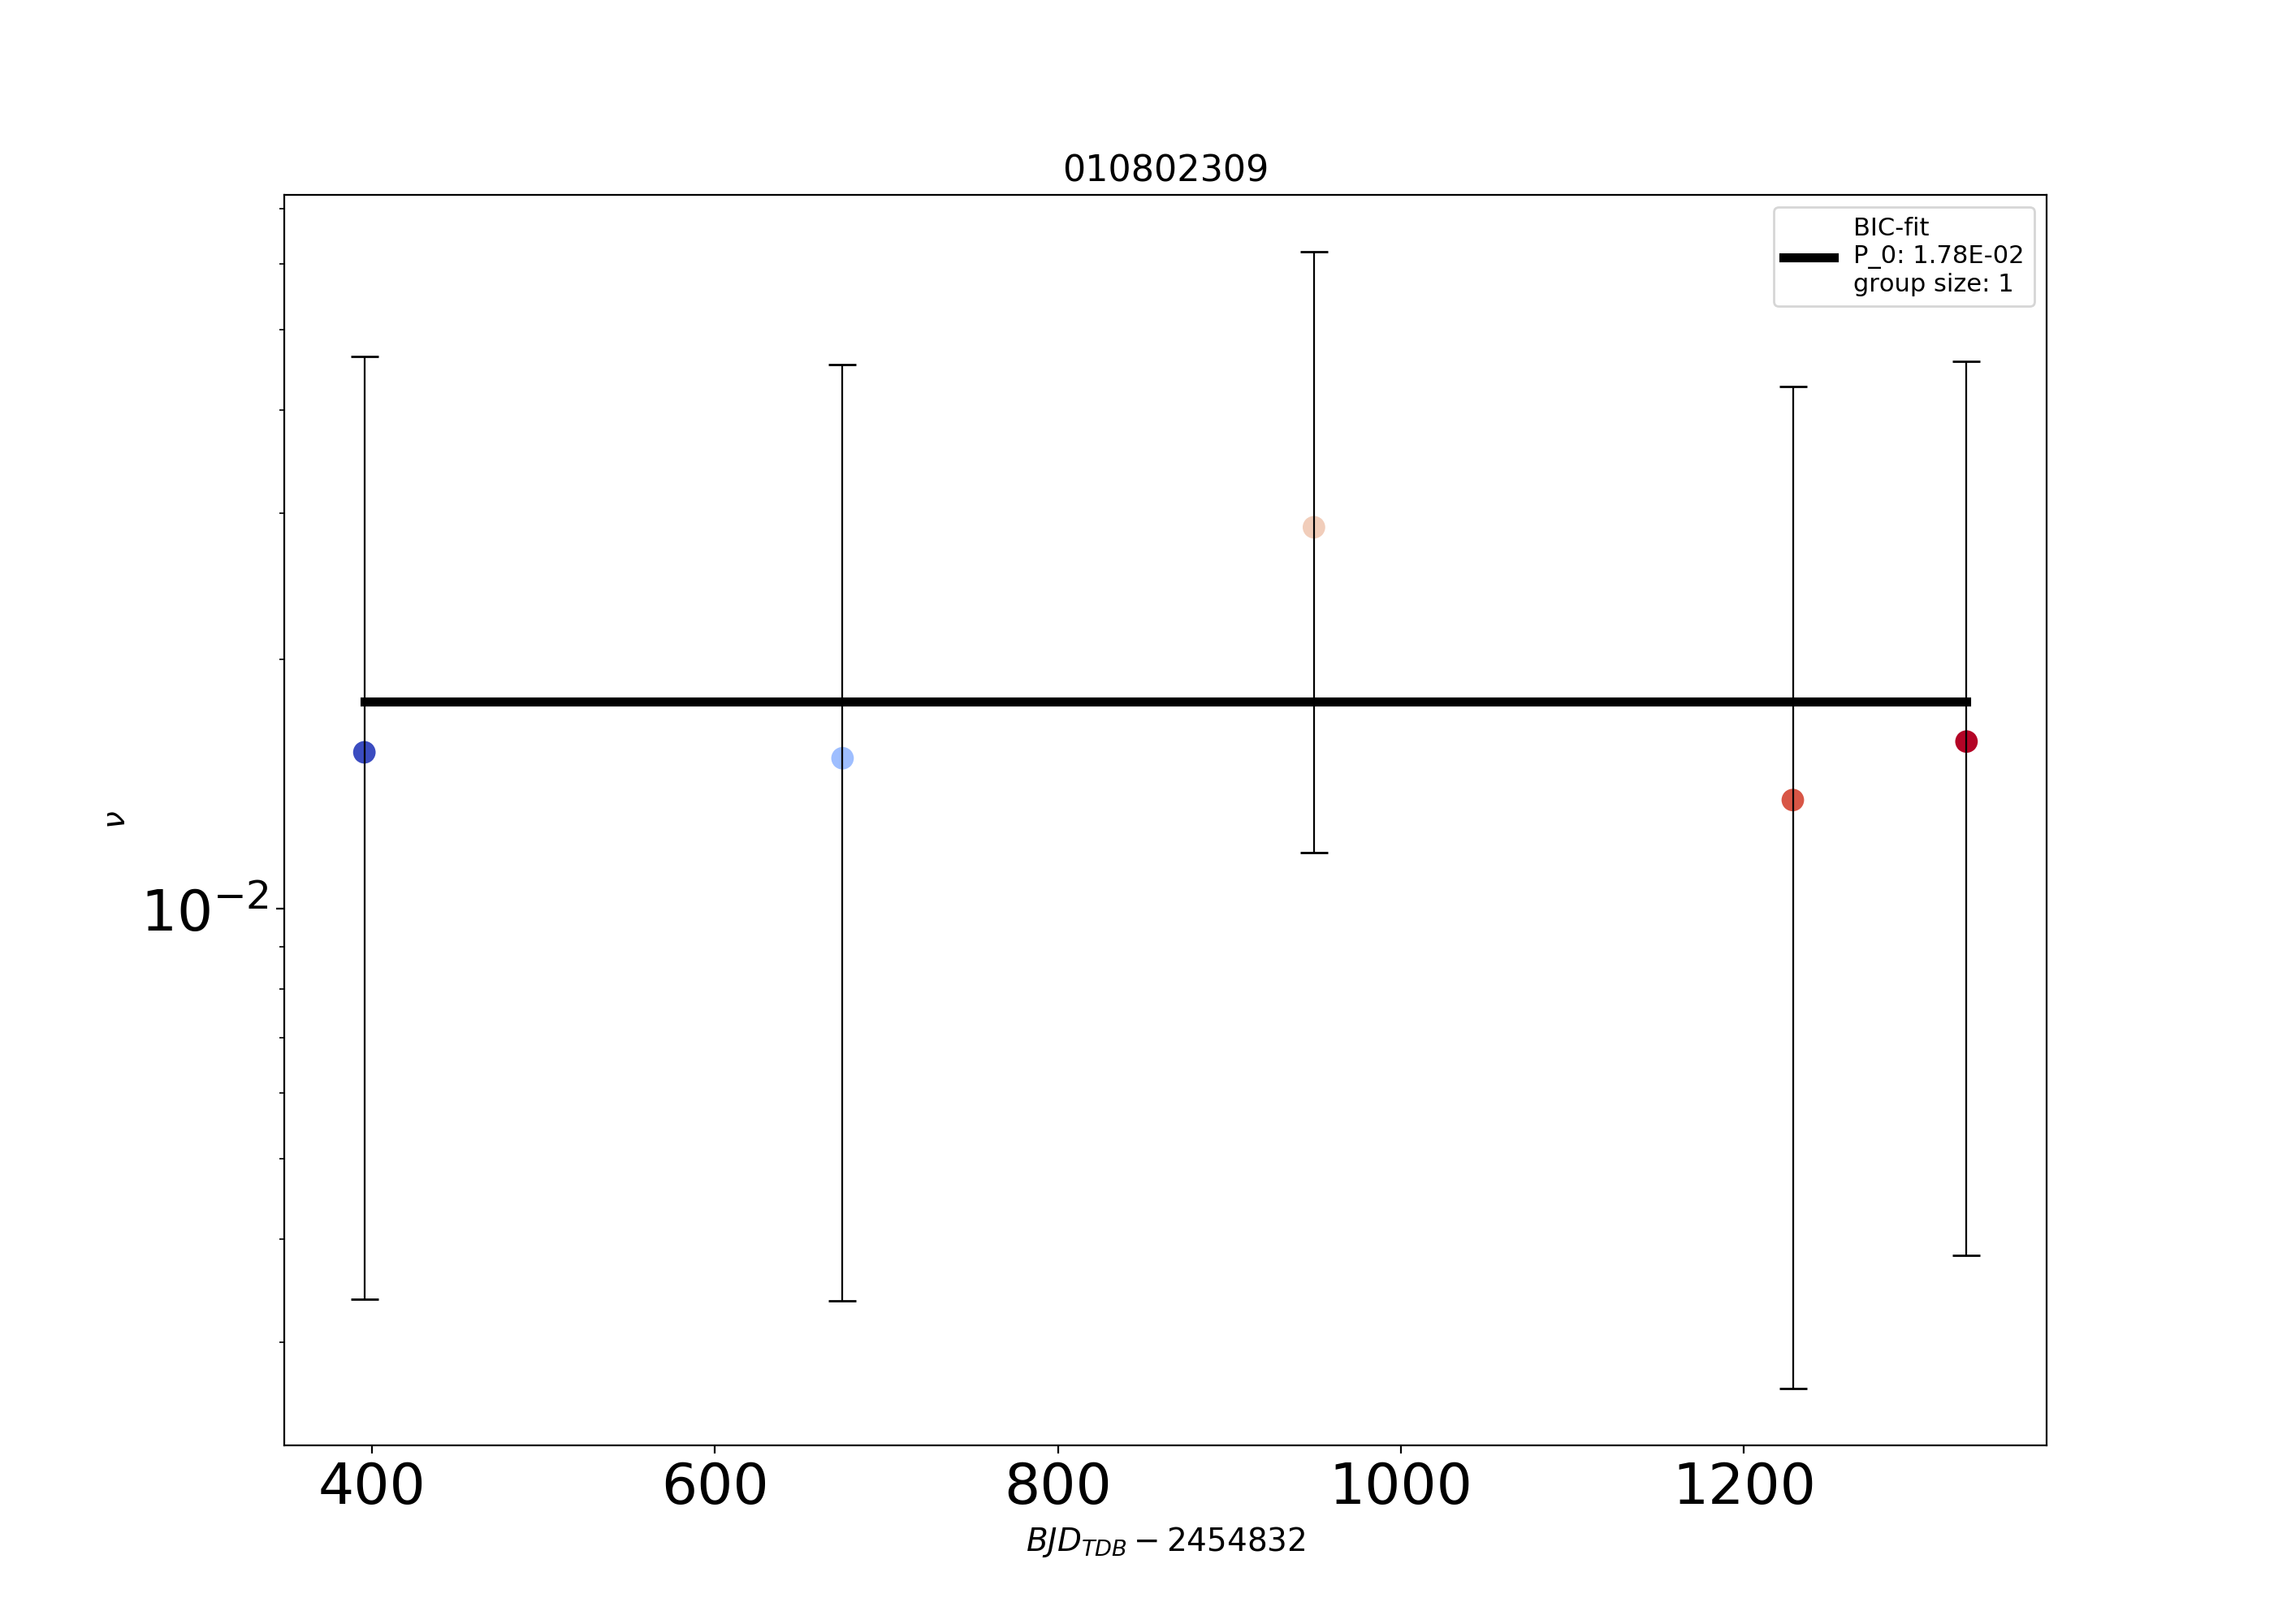 010802309
BIC-fit
P_0: 1.78E-02
group size: 1
ν
10⁻²
400 600 800 1000 1200
BJD_TDB − 2454832